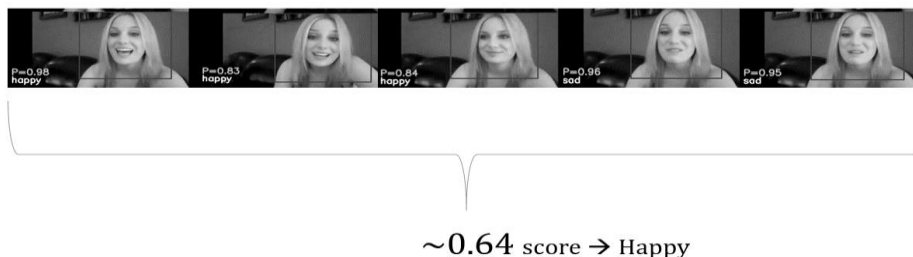 P=0.98
happy
P=0.83
happy
P=0.84
happy
P=0.96
sad
P=0.95
sad
~0.64 score → Happy